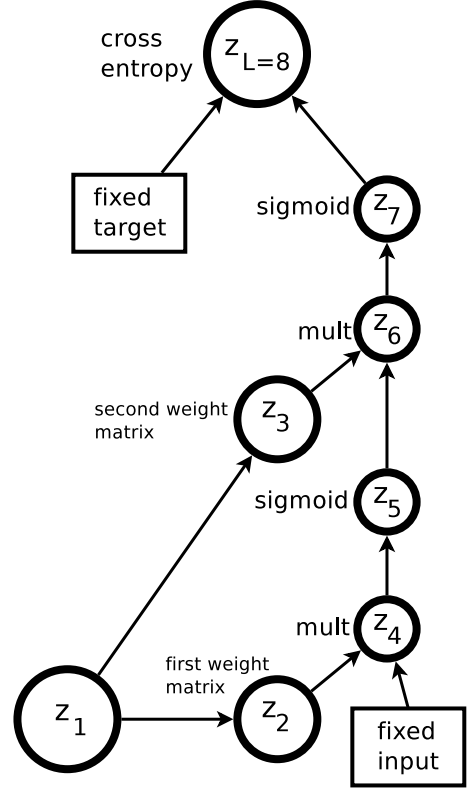 cross
entropy
z L=8
fixed
target
sigmoid
z7
mult
z6
z3
second weight
matrix
sigmoid
z5
mult
z4
first weight
matrix
z1
z2
fixed
input